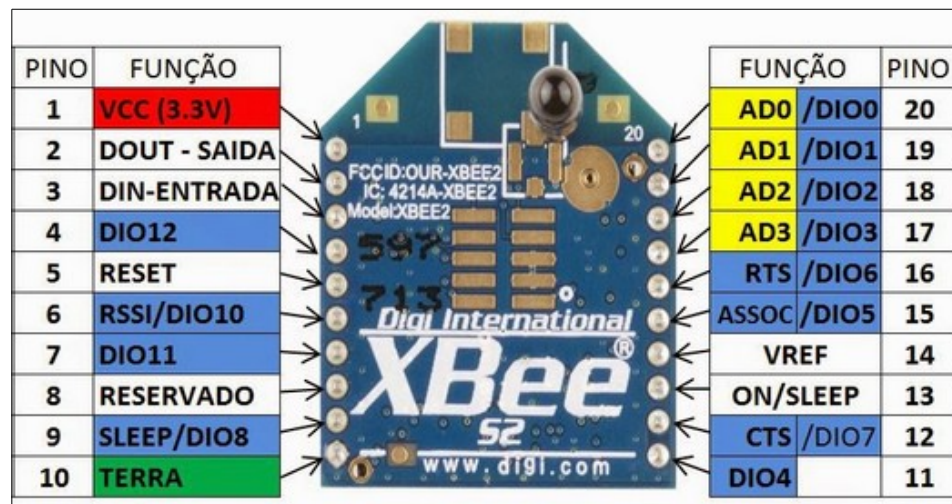 PINO FUNÇÃO
1 VCC (3.3V)
2 DOUT - SAIDA
3 DIN-ENTRADA
4 DIO12
5 RESET
6 RSSI/DIO10
7 DIO11
8 RESERVADO
9 SLEEP/DIO8
10 TERRA
1 20
FCC ID:OUR-XBEE2
IC: 4214A-XBEE2
Model:XBEE2
597
713
Digi International
XBee®
S2
www.digi.com
FUNÇÃO PINO
AD0 /DIO0 20
AD1 /DIO1 19
AD2 /DIO2 18
AD3 /DIO3 17
RTS /DIO6 16
ASSOC /DIO5 15
VREF 14
ON/SLEEP 13
CTS /DIO7 12
DIO4 11